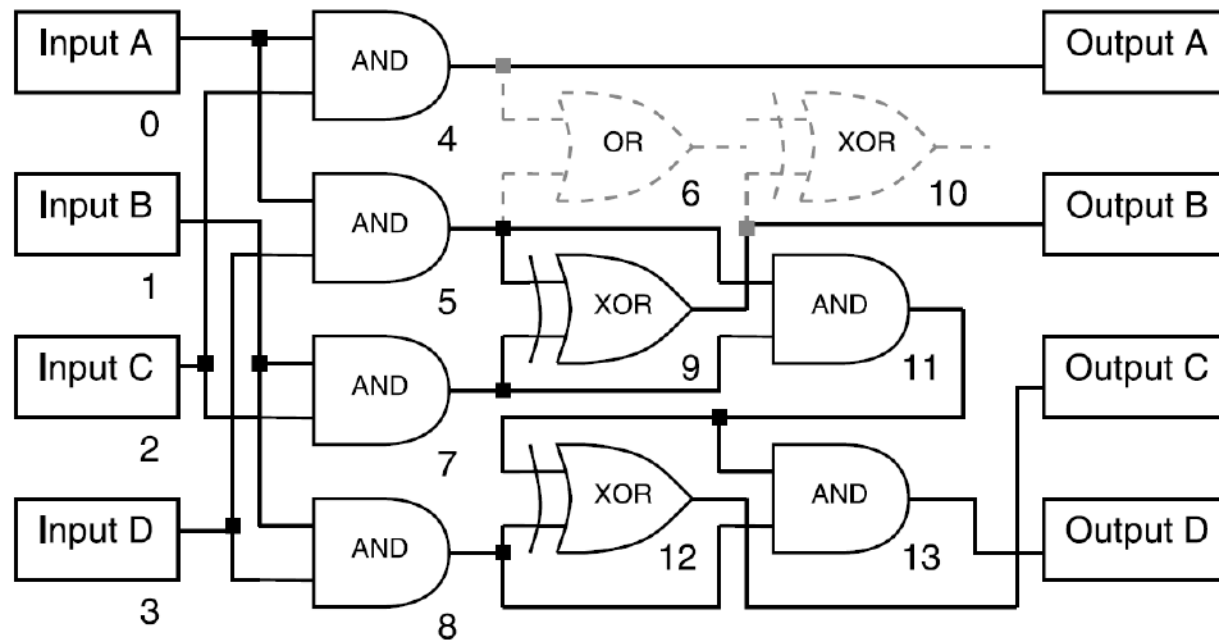 Input A
AND
Output A
0
4
OR
XOR
6
10
Input B
AND
Output B
1
5
XOR
AND
9
11
Input C
AND
Output C
2
7
XOR
AND
12
13
Input D
AND
Output D
3
8